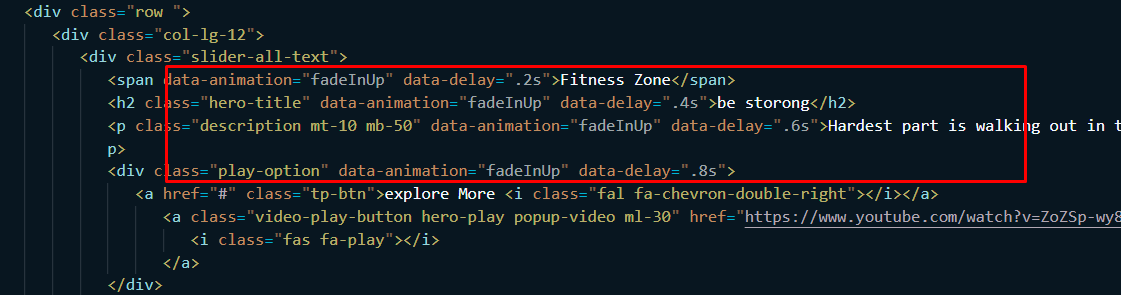 <div class="row ">
<div class="col-lg-12">
<div class="slider-all-text">
<span data-animation="fadeInUp" data-delay=".2s">Fitness Zone</span>
<h2 class="hero-title" data-animation="fadeInUp" data-delay=".4s">be storong</h2>
<p class="description mt-10 mb-50" data-animation="fadeInUp" data-delay=".6s">Hardest part is walking out in t
p>
<div class="play-option" data-animation="fadeInUp" data-delay=".8s">
<a href="#" class="tp-btn">explore More <i class="fal fa-chevron-double-right"></i></a>
<a class="video-play-button hero-play popup-video ml-30" href="https://www.youtube.com/watch?v=ZoZSp-wy8
<i class="fas fa-play"></i>
</a>
</div>